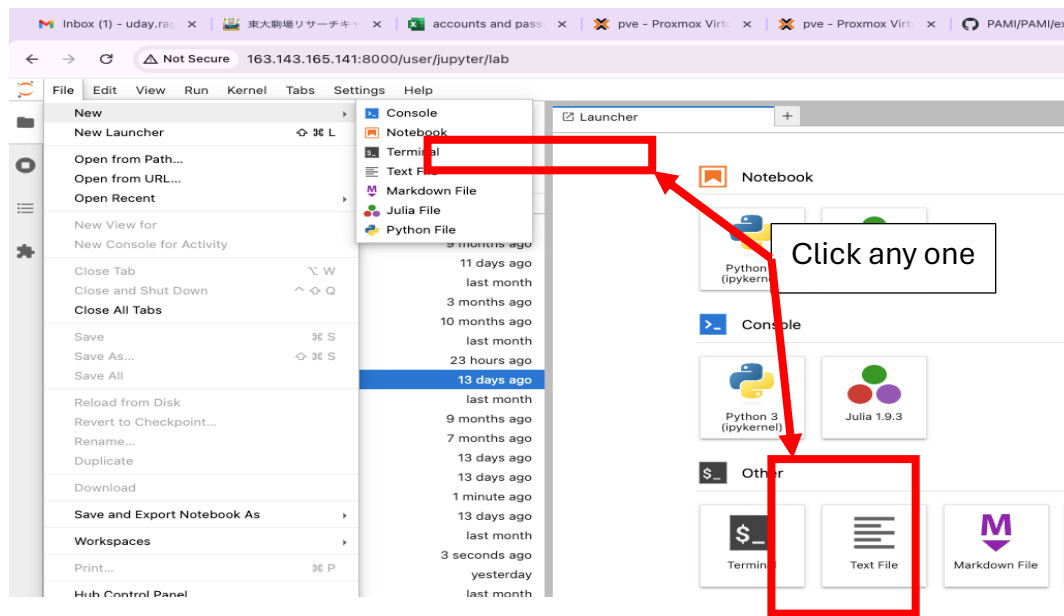 Inbox (1) - uday.rag
東大駒場リサーチキャ
accounts and pass
pve - Proxmox Virtu
pve - Proxmox Virt
PAMI/PAMI/ex
Not Secure 163.143.165.141:8000/user/jupyter/lab
File Edit View Run Kernel Tabs Settings Help
New
New Launcher ⇧ ⌘ L
Open from Path...
Open from URL...
Open Recent
New View for
New Console for Activity
Close Tab ⌥ W
Close and Shut Down ^ ⇧ Q
Close All Tabs
Save ⌘ S
Save As... ⇧ ⌘ S
Save All
Reload from Disk
Revert to Checkpoint...
Rename...
Duplicate
Download
Save and Export Notebook As
Workspaces
Print... ⌘ P
Hub Control Panel
Console
Notebook
Terminal
Text File
Markdown File
Julia File
Python File
9 months ago
11 days ago
last month
3 months ago
10 months ago
last month
23 hours ago
13 days ago
last month
9 months ago
7 months ago
13 days ago
13 days ago
1 minute ago
13 days ago
last month
3 seconds ago
yesterday
last month
Launcher
Notebook
Python
(ipykerne
Click any one
Console
Python 3
(ipykernel)
Julia 1.9.3
$_ Other
$_
Terminal
Text File
M
Markdown File